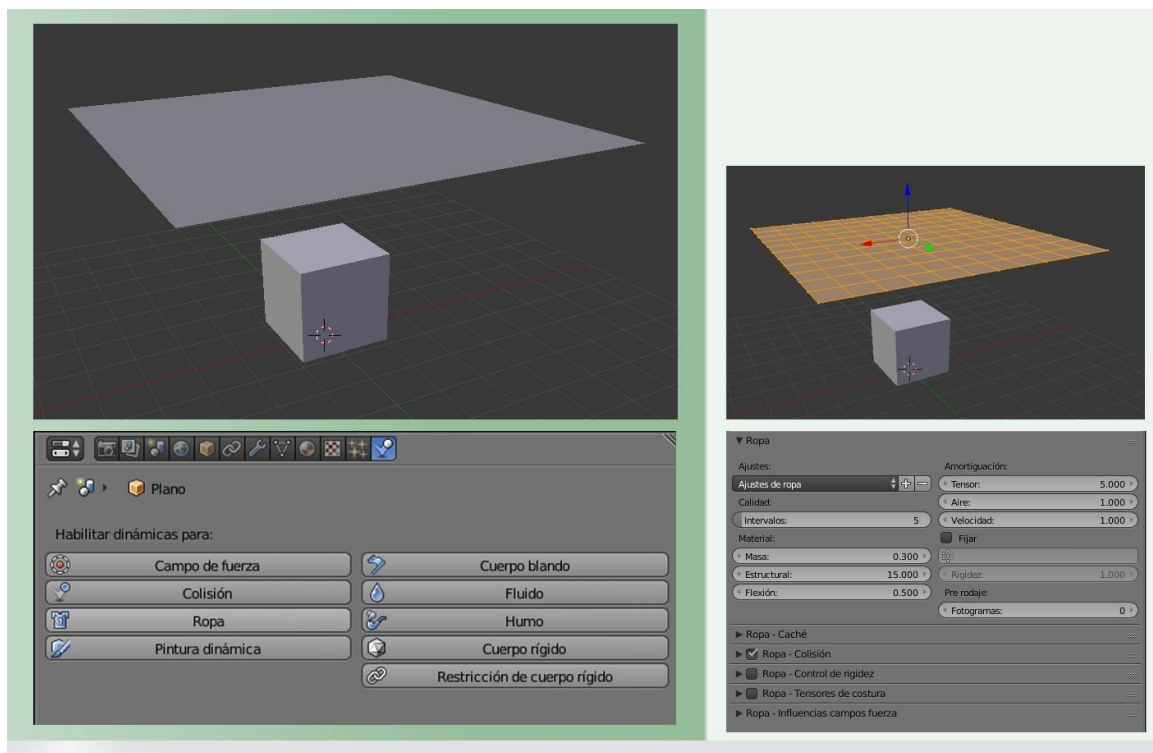 Plano
Habilitar dinámicas para:
Campo de fuerza
Cuerpo blando
Colisión
Fluido
Ropa
Humo
Pintura dinámica
Cuerpo rígido
Restricción de cuerpo rígido
Ropa
Ajustes:
Ajustes de ropa
Calidad:
Intervalos: 5
Material:
Masa: 0.300
Estructural: 15.000
Flexión: 0.500
Amortiguación:
Tensor: 5.000
Aire: 1.000
Velocidad: 1.000
Fijar
Rigidez: 1.000
Pre rodaje:
Fotogramas: 0
Ropa - Caché
Ropa - Colisión
Ropa - Control de rigidez
Ropa - Tensores de costura
Ropa - Influencias campos fuerza